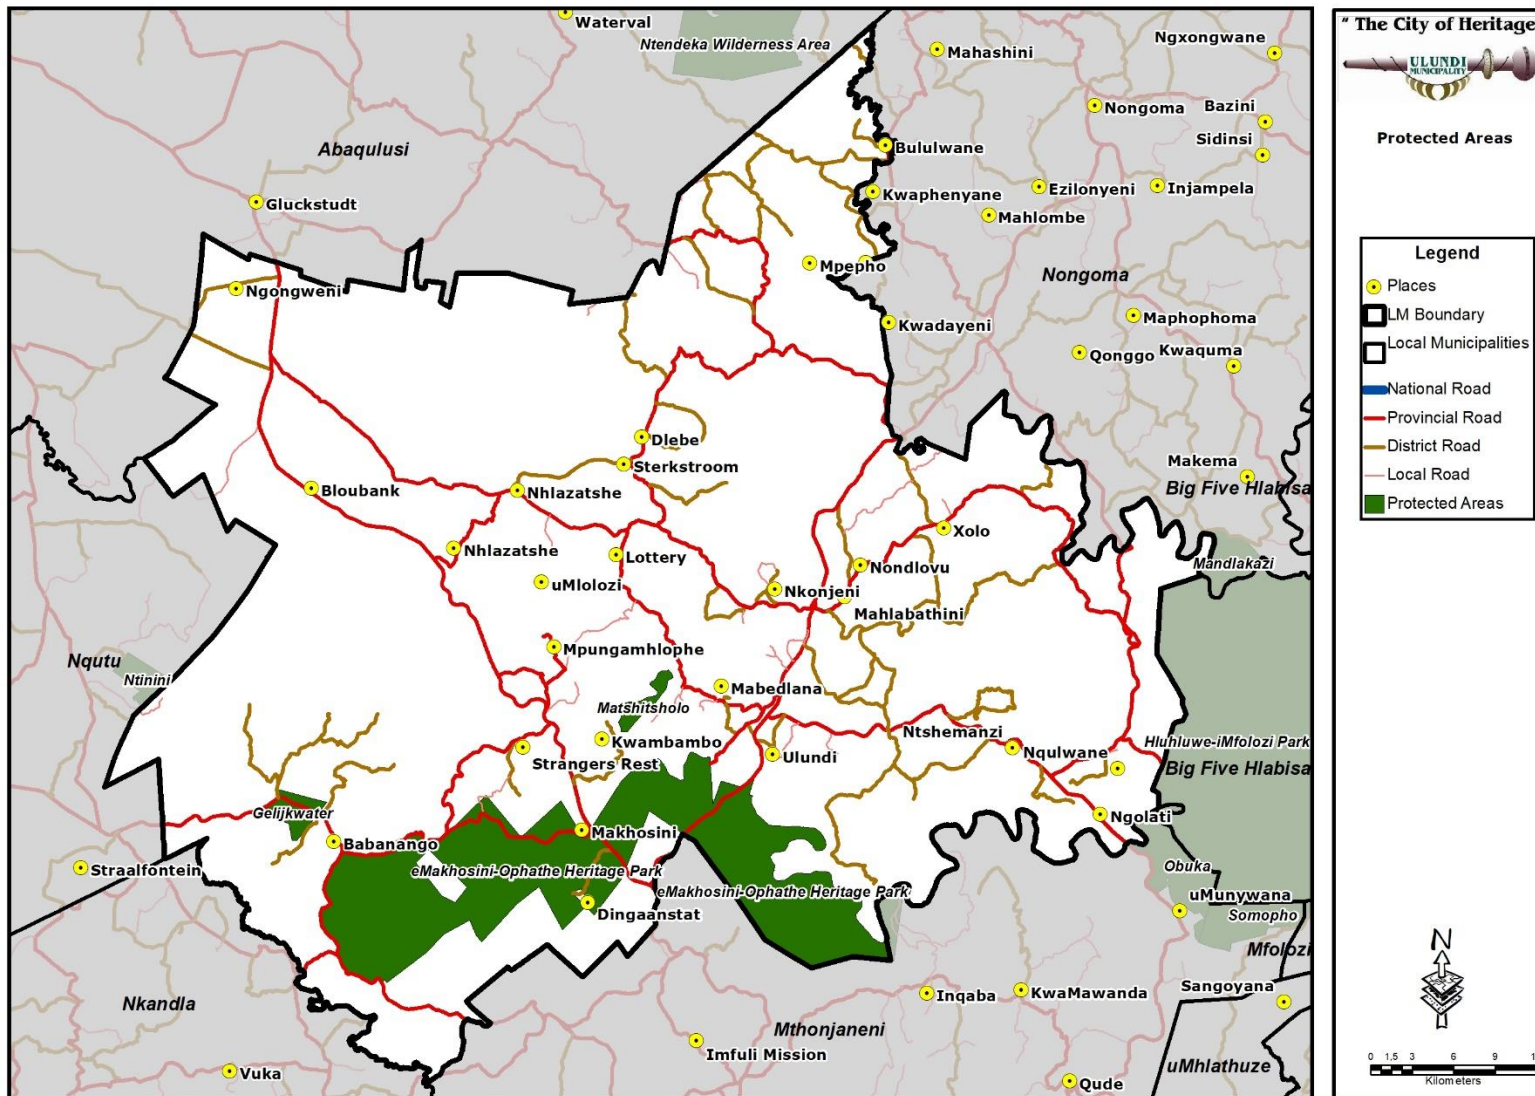 Waterval
Ntendeka Wilderness Area
Mahashini
Ngxongwane
Nongoma
Bazini
Sidinsi
Abaqulusi
Bululwane
Gluckstudt
Kwaphenyane
Ezilonyeni
Injampela
Mahlombe
Mpepho
Nongoma
Ngongweni
Kwadayeni
Maphophoma
Qonggo
Kwaquma
Dlebe
Sterkstroom
Makema
Big Five Hlabisa
Bloubank
Nhlazatshe
Xolo
Nhlazatshe
Lottery
Nondlovu
Mandlakazi
uMlolozi
Nkonjeni
Mahlabathini
Mpungamhlophe
Nqutu
Ntinini
Mabedlana
Matshitsholo
Kwambambo
Ntshemanzi
Hluhluwe-iMfolozi Park
Strangers Rest
Ulundi
Nqulwane
Big Five Hlabisa
Gelijkwater
Ngolati
Makhosini
Babanango
Straalfontein
eMakhosini-Ophathe Heritage Park
Obuka
eMakhosini-Ophathe Heritage Park
uMunywana
Dingaanstat
Somopho
Mfolozi
Nkandla
Inqaba
KwaMawanda
Sangoyana
Mthonjaneni
Imfuli Mission
uMhlathuze
Vuka
Qude
" The City of Heritage
ULUNDI
MUNICIPALITY
Protected Areas
Legend
Places
LM Boundary
Local Municipalities
National Road
Provincial Road
District Road
Local Road
Protected Areas
N
0 1,5 3 6 9
Kilometers